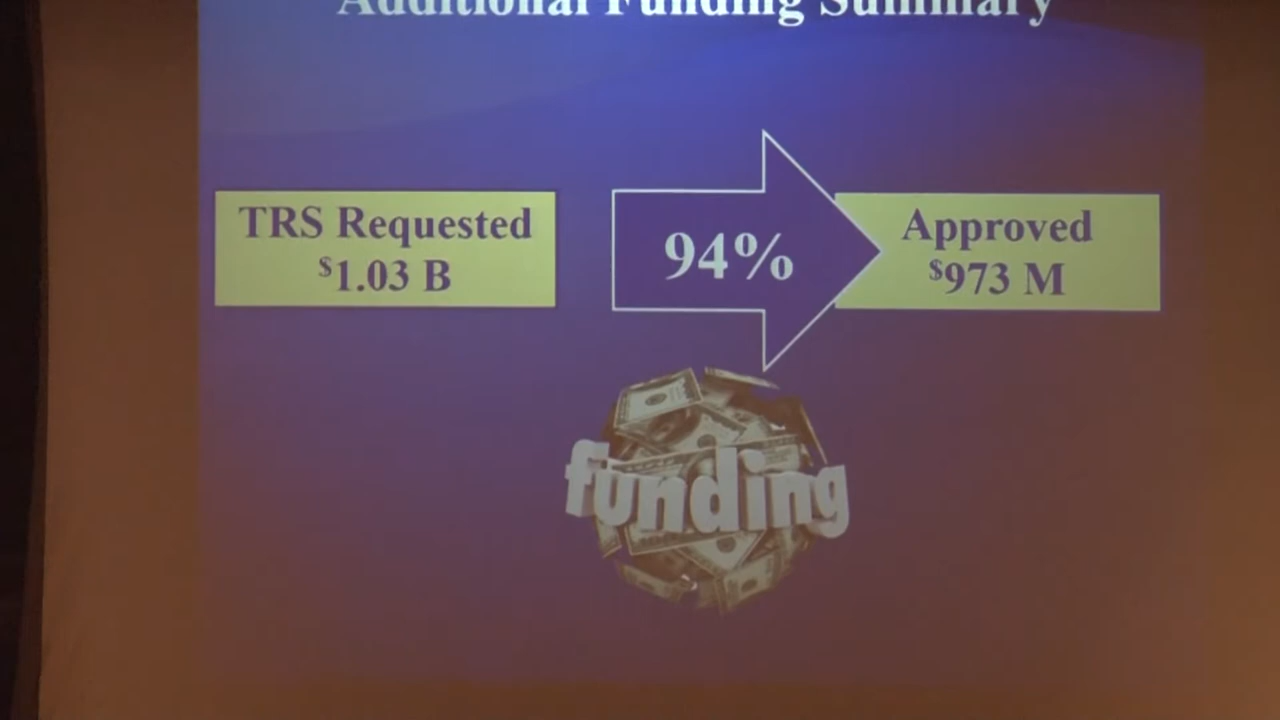 Additional Funding Summary
TRS Requested
$1.03 B
94%
Approved
$973 M
funding